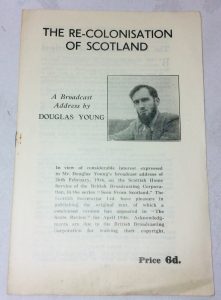 THE RE-COLONISATION
OF SCOTLAND
A Broadcast
Address by
DOUGLAS YOUNG
In view of considerable interest expressed
in Mr. Douglas Young's broadcast address of
26th February, 1946, on the Scottish Home
Service of the British Broadcasting Corpora-
tion, in the series "Seen From Scotland," The
Scottish Secretariat Ltd. have pleasure in
publishing the original text, of which a
condensed version has appeared in "The
Scots Review" for April 1946. Acknowledg-
ments are due to the British Broadcasting
Corporation for waiving their copyright.
Price 6d.